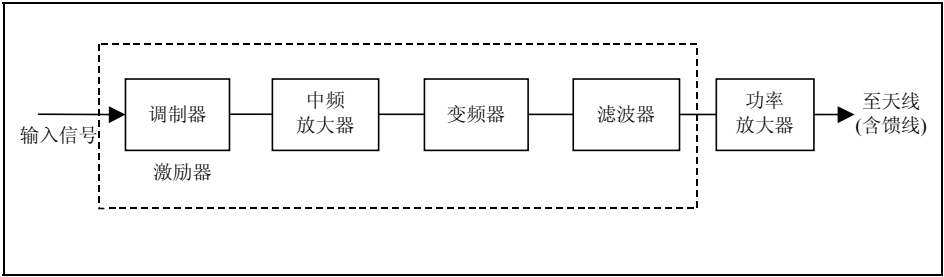 输入信号
调制器
激励器
中频
放大器
变频器
滤波器
功率
放大器
至天线
(含馈线)